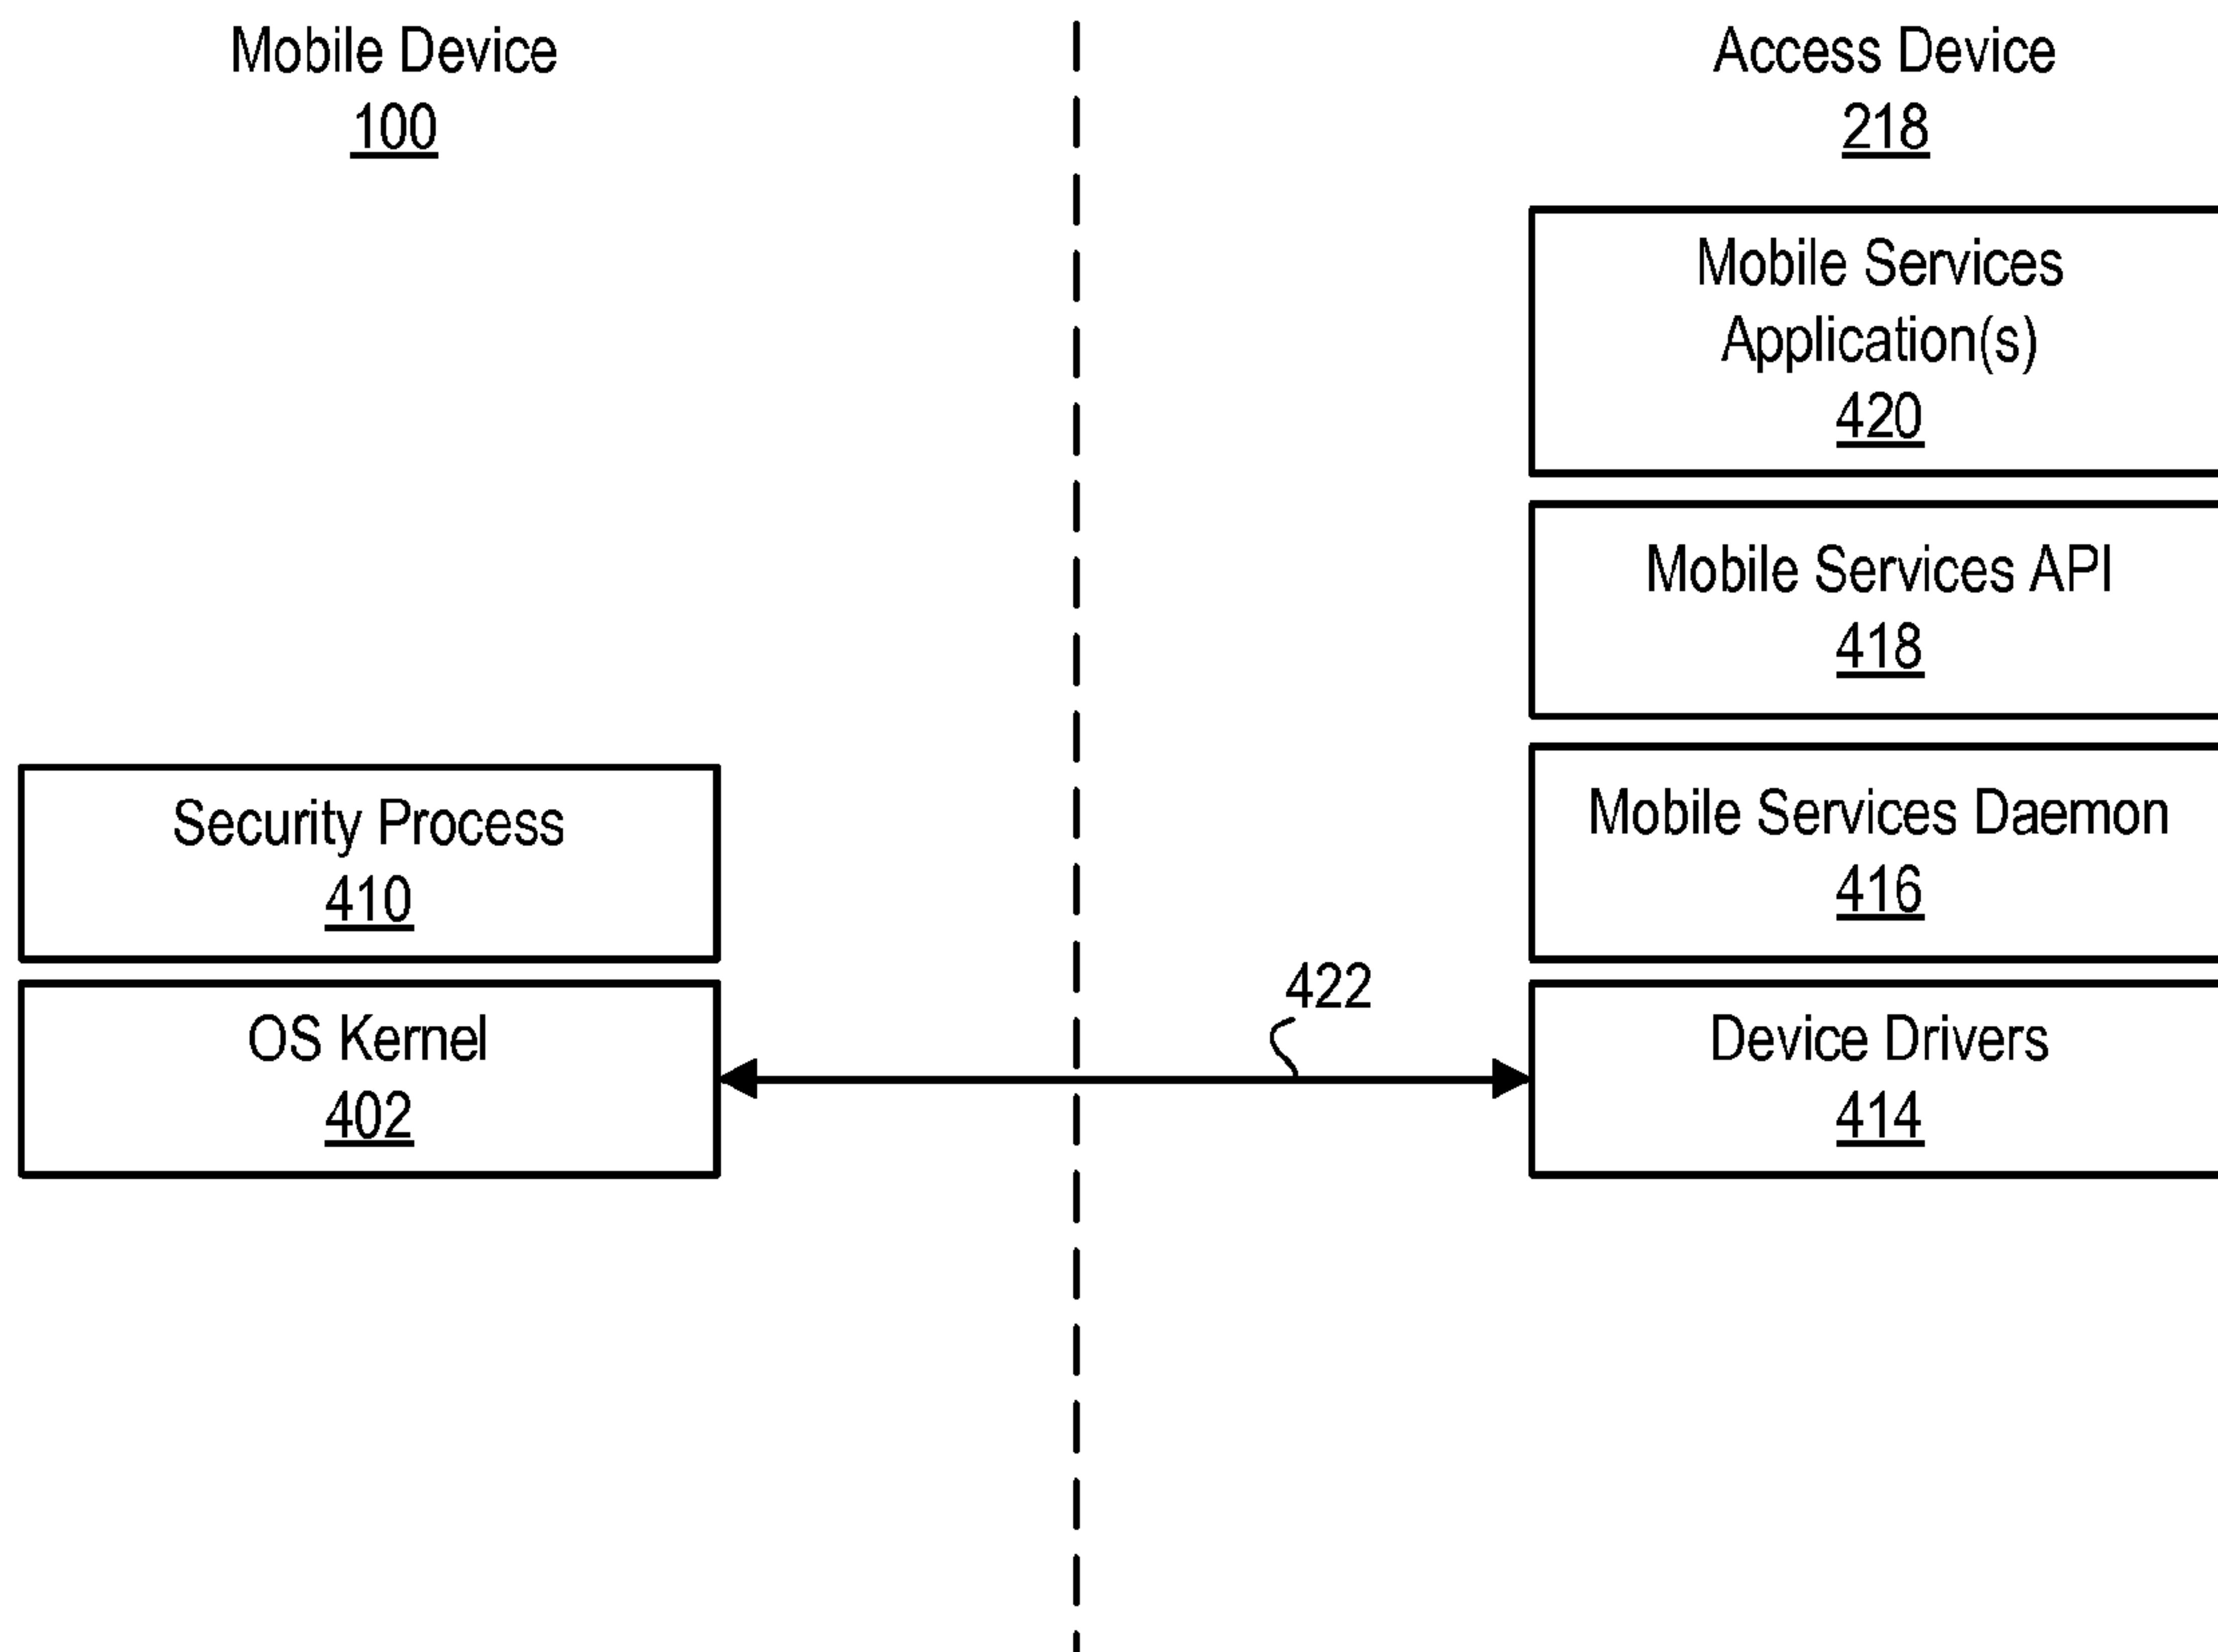 Mobile Device
100
Access Device
218
Mobile Services
Application(s)
420
Mobile Services API
418
Security Process
410
Mobile Services Daemon
416
422
OS Kernel
402
Device Drivers
414